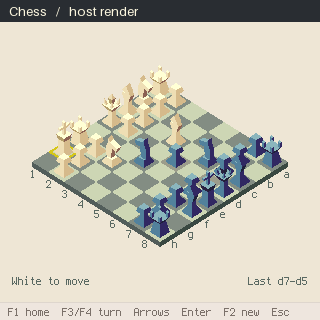 Chess / host render
1 2 3 4 5 6 7 8
h g f e d c b a
White to move
Last d7-d5
F1 home F3/F4 turn Arrows Enter F2 new Esc